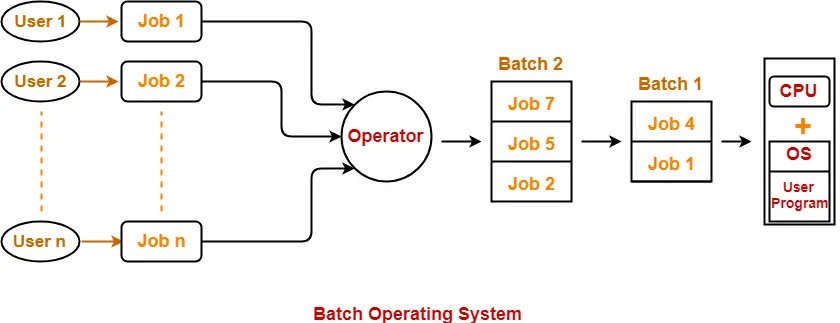 User 1
Job 1
User 2
Job 2
User n
Job n
Operator
Batch 2
Job 7
Job 5
Job 2
Batch 1
Job 4
Job 1
CPU
+
OS
User
Program
Batch Operating System